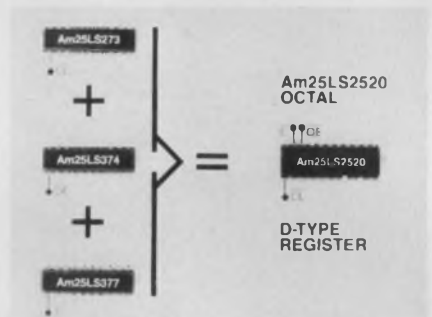 Am25LS273
+
Am25LS374
+
Am25LS377
=
Am25LS2520
OCTAL
OE
Am25LS2520
D-TYPE
REGISTER